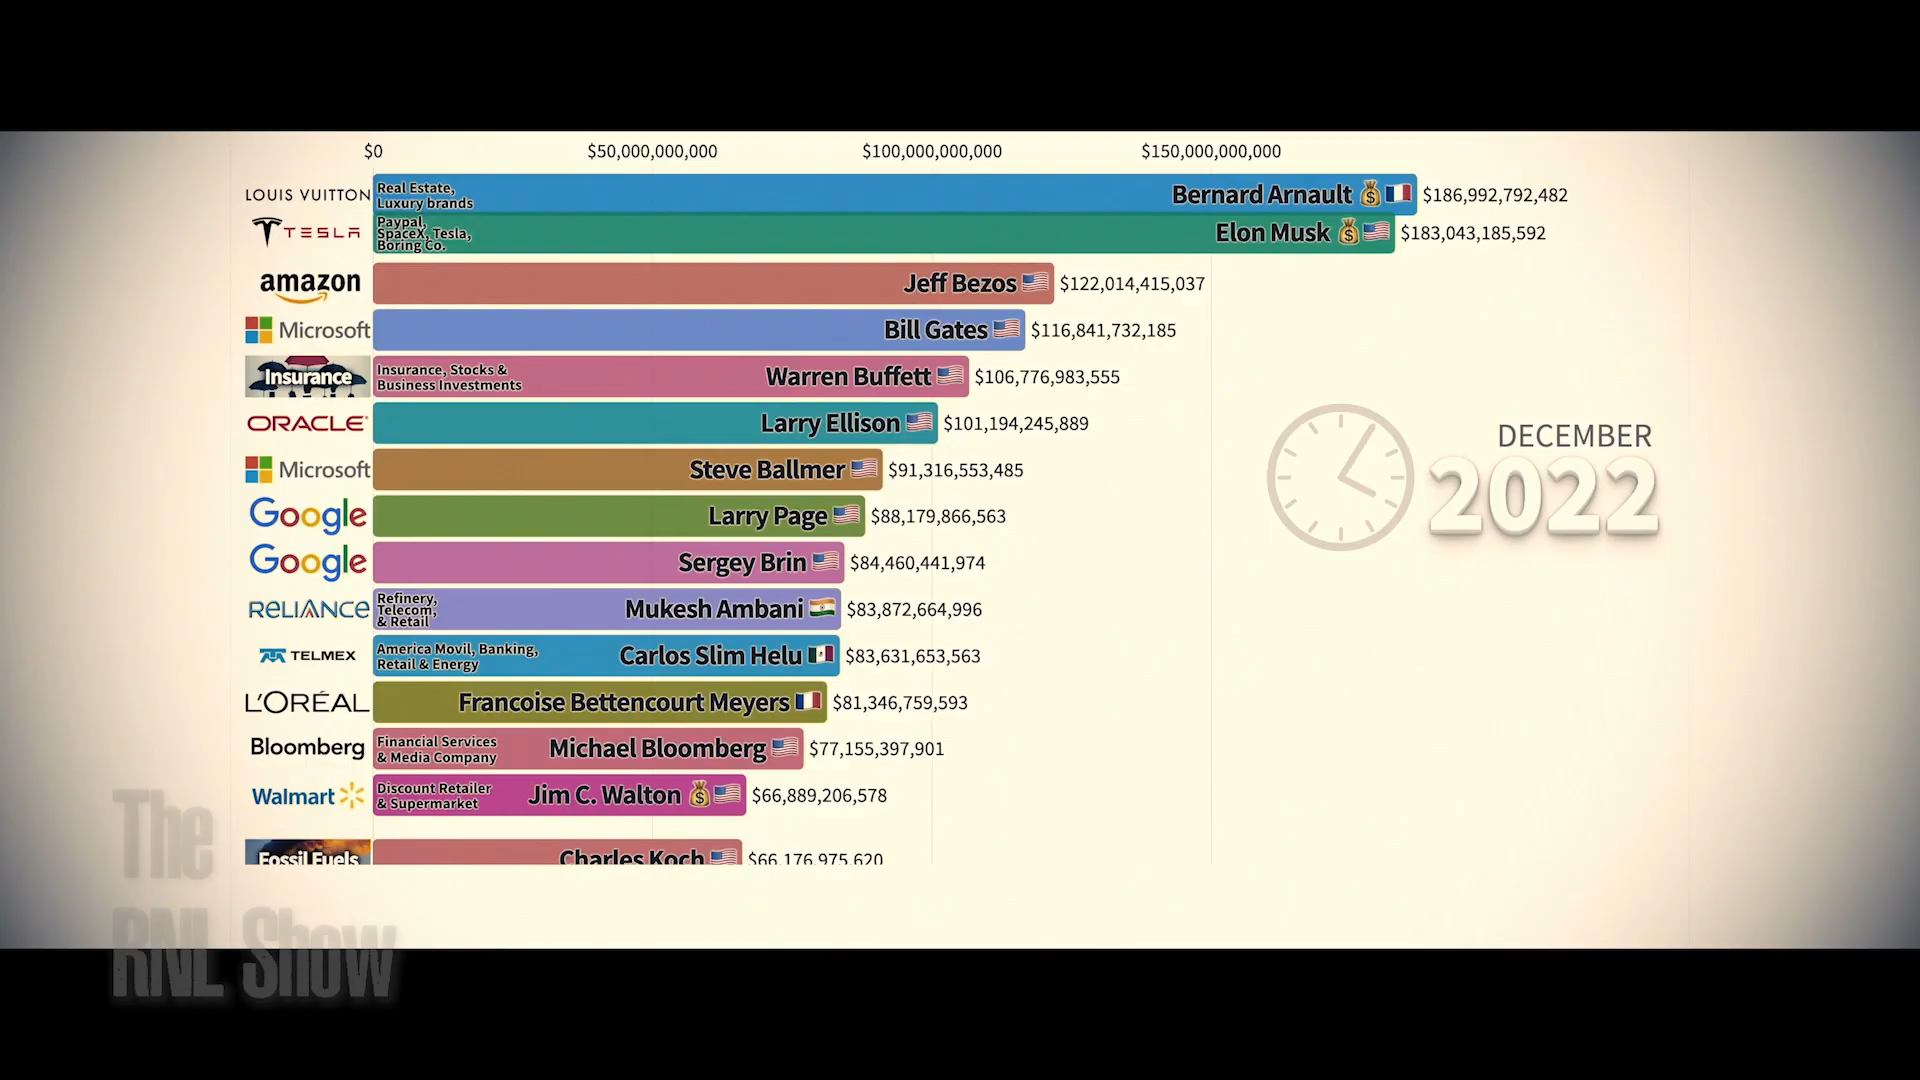 $0 $50,000,000,000 $100,000,000,000 $150,000,000,000
LOUIS VUITTON Real Estate, Luxury brands Bernard Arnault $186,992,792,482
TESLA Paypal, SpaceX, Tesla, Boring Co. Elon Musk $183,043,185,592
amazon Jeff Bezos $122,014,415,037
Microsoft Bill Gates $116,841,732,185
Insurance Insurance, Stocks & Business Investments Warren Buffett $106,776,983,555
ORACLE Larry Ellison $101,194,245,889
DECEMBER
2022
Microsoft Steve Ballmer $91,316,553,485
Google Larry Page $88,179,866,563
Google Sergey Brin $84,460,441,974
RELIANCE Refinery, Telecom, & Retail Mukesh Ambani $83,872,664,996
TELMEX America Movil, Banking, Retail & Energy Carlos Slim Helu $83,631,653,563
L'ORÉAL Francoise Bettencourt Meyers $81,346,759,593
Bloomberg Financial Services & Media Company Michael Bloomberg $77,155,397,901
Walmart Discount Retailer & Supermarket Jim C. Walton $66,889,206,578
Fossil Fuels Charles Koch $66,176,975,620
The
RNL Show